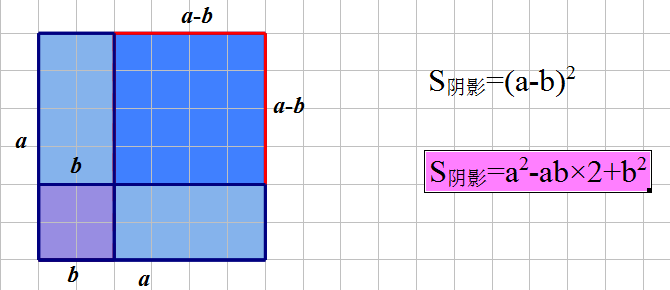 a-b
a-b
a
b
b
a
S阴影=(a-b)²
S阴影=a²-ab×2+b²